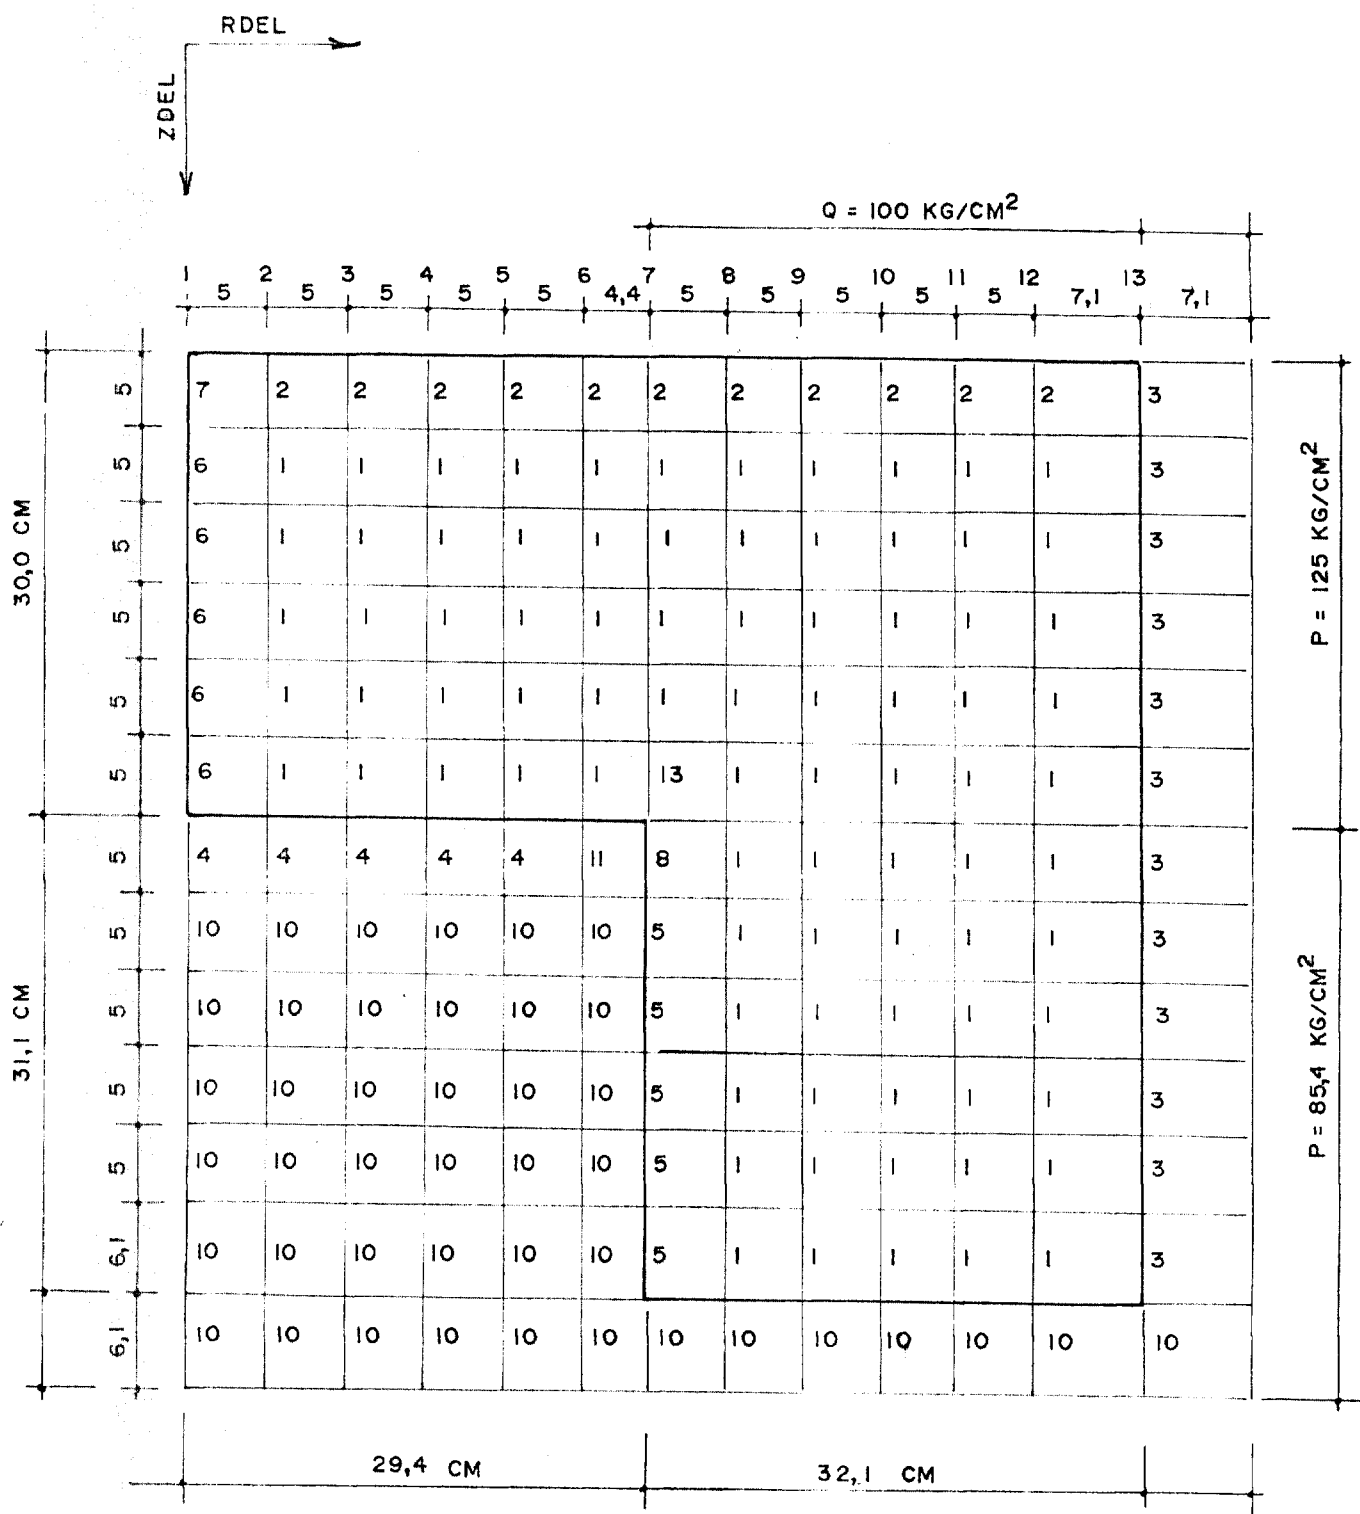 RDEL
ZDEL
Q = 100 KG/CM²
1 2 3 4 5 6 7 8 9 10 11 12 13
5 5 5 5 5 4,4 5 5 5 5 5 7,1 7,1
5 7 2 2 2 2 2 2 2 2 2 2 2 3
5 6 1 1 1 1 1 1 1 1 1 1 1 3
5 6 1 1 1 1 1 1 1 1 1 1 1 3
5 6 1 1 1 1 1 1 1 1 1 1 1 3
5 6 1 1 1 1 1 1 1 1 1 1 1 3
5 6 1 1 1 1 1 13 1 1 1 1 1 3
5 4 4 4 4 4 11 8 1 1 1 1 1 3
5 10 10 10 10 10 10 5 1 1 1 1 1 3
5 10 10 10 10 10 10 5 1 1 1 1 1 3
5 10 10 10 10 10 10 5 1 1 1 1 1 3
5 10 10 10 10 10 10 5 1 1 1 1 1 3
6,1 10 10 10 10 10 10 5 1 1 1 1 1 3
6,1 10 10 10 10 10 10 10 10 10 10 10 10 10
30,0 CM
31,1 CM
P = 125 KG/CM²
P = 85,4 KG/CM²
29,4 CM
32,1 CM